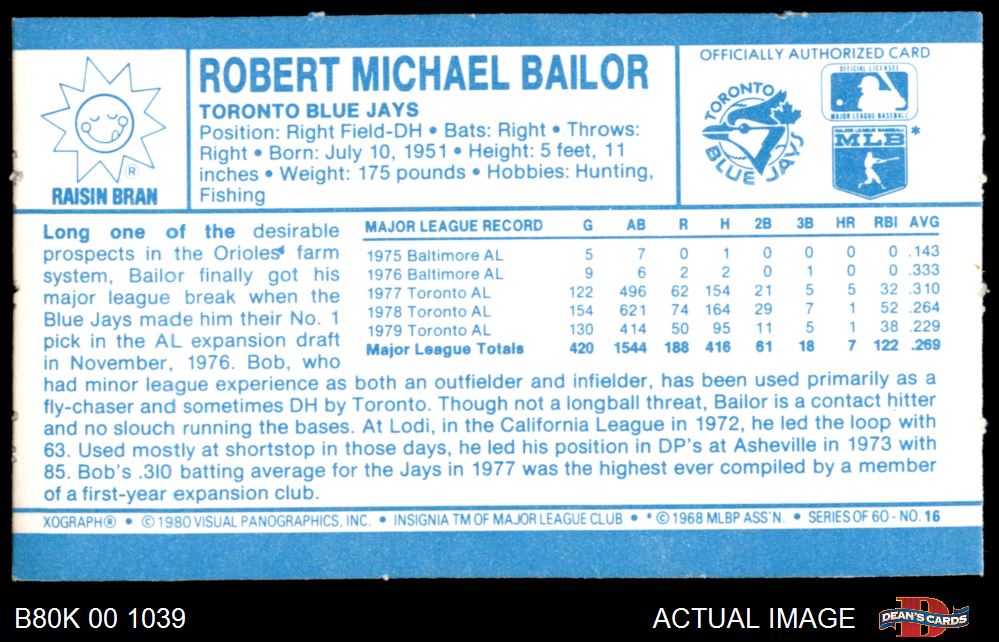 ROBERT MICHAEL BAILOR
TORONTO BLUE JAYS
Position: Right Field-DH • Bats: Right • Throws:
Right • Born: July 10, 1951 • Height: 5 feet, 11
inches • Weight: 175 pounds • Hobbies: Hunting,
Fishing
®
RAISIN BRAN
OFFICIALLY AUTHORIZED CARD
TORONTO
BLUE JAYS
OFFICIAL LICENSEE
MAJOR LEAGUE BASEBALL
MAJOR LEAGUE BASEBALL
MLB*
Long one of the desirable
prospects in the Orioles' farm
system, Bailor finally got his
major league break when the
Blue Jays made him their No. 1
pick in the AL expansion draft
in November, 1976. Bob, who
had minor league experience as both an outfielder and infielder, has been used primarily as a
fly-chaser and sometimes DH by Toronto. Though not a longball threat, Bailor is a contact hitter
and no slouch running the bases. At Lodi, in the California League in 1972, he led the loop with
63. Used mostly at shortstop in those days, he led his position in DP's at Asheville in 1973 with
85. Bob's .310 batting average for the Jays in 1977 was the highest ever compiled by a member
of a first-year expansion club.
MAJOR LEAGUE RECORD G AB R H 2B 3B HR RBI AVG
1975 Baltimore AL 5 7 0 1 0 0 0 0 .143
1976 Baltimore AL 9 6 2 2 0 1 0 0 .333
1977 Toronto AL 122 496 62 154 21 5 5 32 .310
1978 Toronto AL 154 621 74 164 29 7 1 52 .264
1979 Toronto AL 130 414 50 95 11 5 1 38 .229
Major League Totals 420 1544 188 416 61 18 7 122 .269
XOGRAPH® • © 1980 VISUAL PANOGRAPHICS, INC. • INSIGNIA TM OF MAJOR LEAGUE CLUB • * © 1968 MLBP ASS'N. • SERIES OF 60 - NO. 16
B80K 00 1039
ACTUAL IMAGE
DEAN'S CARDS